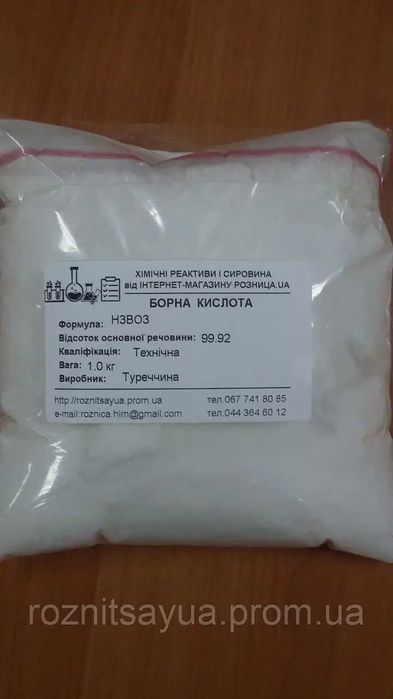 ХІМІЧНІ РЕАКТИВИ І СИРОВИНА
від ІНТЕРНЕТ-МАГАЗИНУ РОЗНИЦА.UA
БОРНА КИСЛОТА
Формула: H3BO3
Відсоток основної речовини: 99.92
Кваліфікація: Технічна
Вага: 1.0 кг
Виробник: Туреччина
http://roznitsayua.prom.ua тел.067 741 80 85
e-mail:roznica.him@gmail.com тел.044 364 60 12
roznitsayua.prom.ua